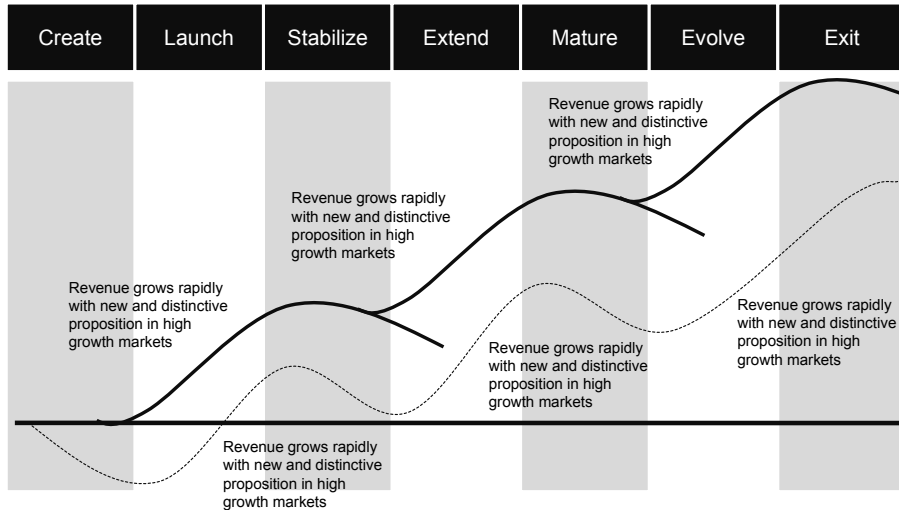 Create
Launch
Stabilize
Extend
Mature
Evolve
Exit
Revenue grows rapidly
with new and distinctive
proposition in high
growth markets
Revenue grows rapidly
with new and distinctive
proposition in high
growth markets
Revenue grows rapidly
with new and distinctive
proposition in high
growth markets
Revenue grows rapidly
with new and distinctive
proposition in high
growth markets
Revenue grows rapidly
with new and distinctive
proposition in high
growth markets
Revenue grows rapidly
with new and distinctive
proposition in high
growth markets